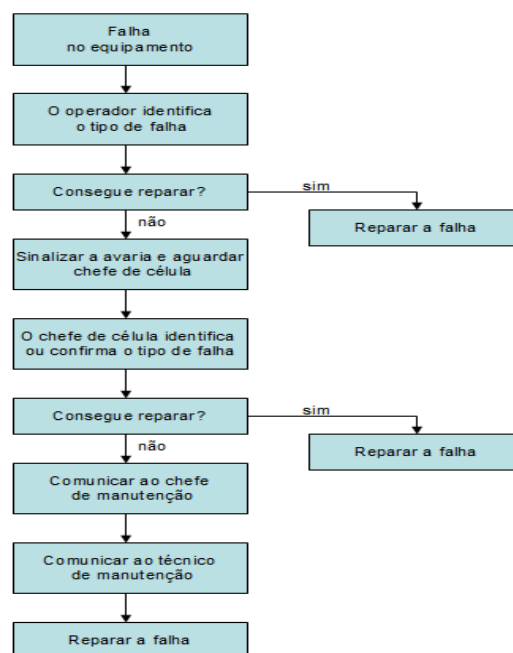 Falha
no equipamento
O operador identifica
o tipo de falha
Consegue reparar?
sim
não
Reparar a falha
Sinalizar a avaria e aguardar
chefe de célula
O chefe de célula identifica
ou confirma o tipo de falha
Consegue reparar?
sim
não
Reparar a falha
Comunicar ao chefe
de manutenção
Comunicar ao técnico
de manutenção
Reparar a falha